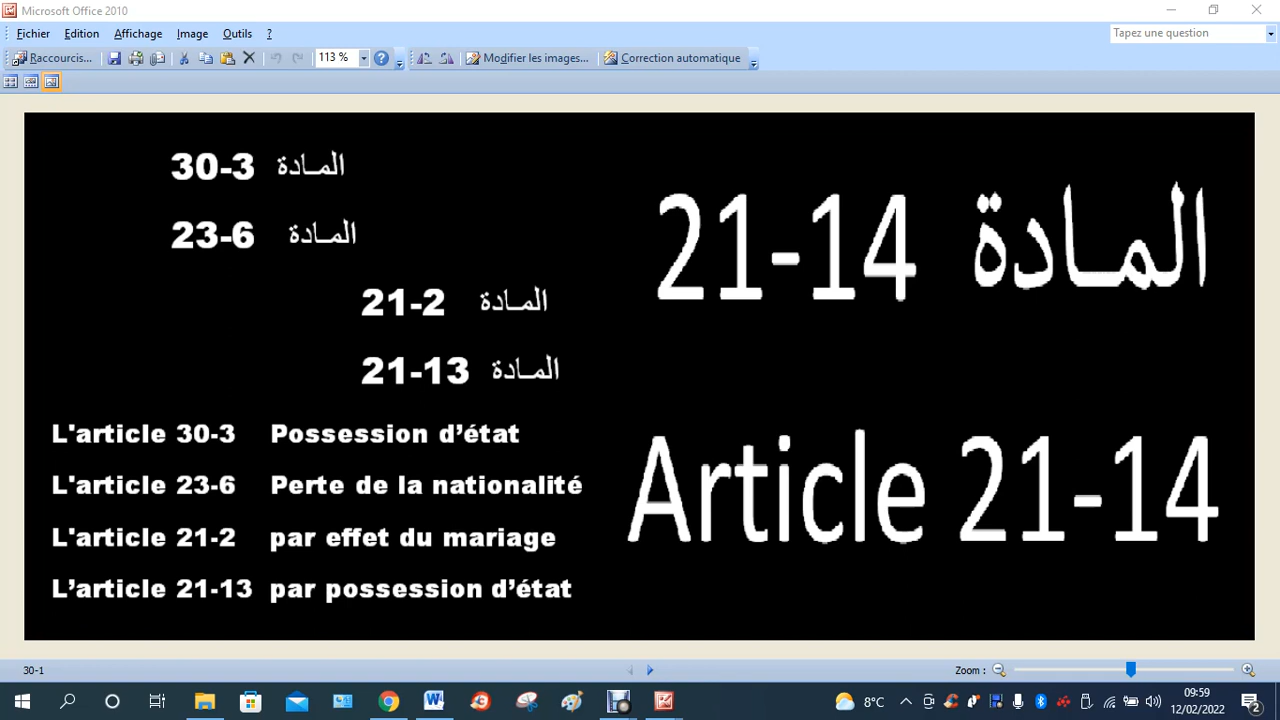 Microsoft Office 2010
Fichier Edition Affichage Image Outils ?
Tapez une question
Raccourcis... 113 % Modifier les images... Correction automatique
المادة 30-3
المادة 23-6
المادة 21-2
المادة 21-13
L'article 30-3 Possession d’état
L'article 23-6 Perte de la nationalité
L'article 21-2 par effet du mariage
L’article 21-13 par possession d’état
المادة 21-14
Article 21-14
30-1
Zoom :
8°C
09:59
12/02/2022
2